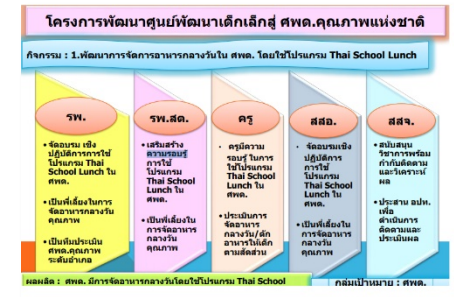 โครงการพัฒนาศูนย์พัฒนาเด็กเล็กสู่ ศพด.คุณภาพแห่งชาติ
กิจกรรม : 1.พัฒนาการจัดการอาหารกลางวันใน ศพด. โดยใช้โปรแกรม Thai School Lunch
รพ.
• จัดอบรม เชิง
ปฏิบัติการการใช้
โปรแกรม Thai
School Lunch ใน
ศพด.
• เป็นพี่เลี้ยงในการ
จัดอาหารกลางวัน
คุณภาพ
• เป็นทีมประเมิน
ศพด.คุณภาพ
ระดับอำเภอ
รพ.สต.
• เสริมสร้าง
ความรอบรู้
การใช้
โปรแกรม
Thai School
Lunch ใน
ศพด.
• เป็นพี่เลี้ยงใน
การจัดอาหาร
กลางวัน
คุณภาพ
ครู
• ครูมีความ
รอบรู้ ในการ
ใช้โปรแกรม
Thai School
Lunch ใน
ศพด.
• ประเมินการ
จัดอาหาร
กลางวัน/ตัก
อาหารให้เด็ก
ตามสัดส่วน
สสอ.
• จัดอบรมเชิง
ปฏิบัติการ
การใช้
โปรแกรม
Thai School
Lunch ใน
ศพด.
• เป็นพี่เลี้ยงใน
การจัดอาหาร
กลางวัน
คุณภาพ
สสจ.
• สนับสนุน
วิชาการพร้อม
กำกับติดตาม
และวิเคราะห์
ผล
• ประสาน อปท.
เพื่อ
ดำเนินการ
ติดตามและ
ประเมินผล
ผลผลิต : ศพด. มีการจัดอาหารกลางวันโดยใช้โปรแกรม Thai School
กลุ่มเป้าหมาย : ศพด.